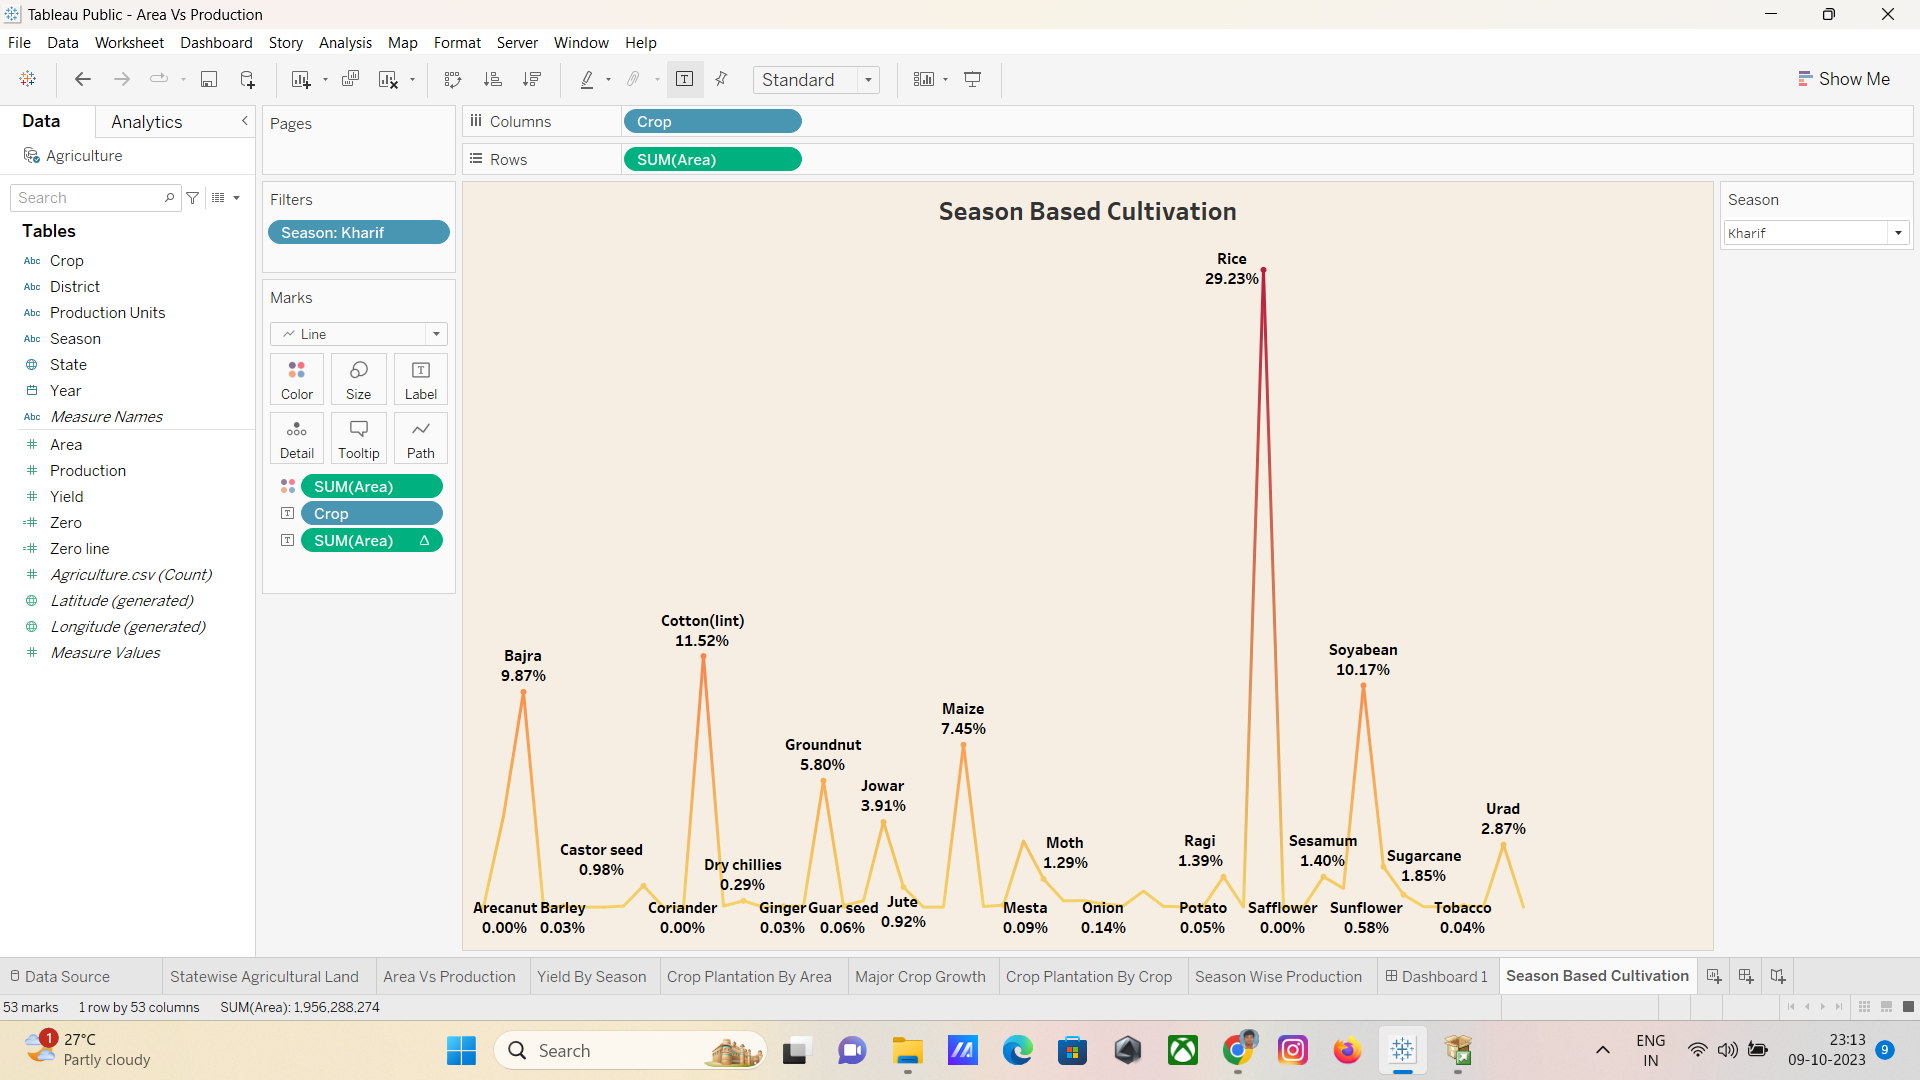 Tableau Public - Area Vs Production
File Data Worksheet Dashboard Story Analysis Map Format Server Window Help
Standard
Show Me
Data
Analytics
Agriculture
Search
Tables
Abc Crop
Abc District
Abc Production Units
Abc Season
State
Year
Abc Measure Names
# Area
# Production
# Yield
=# Zero
=# Zero line
# Agriculture.csv (Count)
Latitude (generated)
Longitude (generated)
# Measure Values
Pages
Filters
Season: Kharif
Marks
Line
Color Size Label
Detail Tooltip Path
SUM(Area)
Crop
SUM(Area) Δ
Columns Crop
Rows SUM(Area)
Season Based Cultivation
Rice
29.23%
Cotton(lint)
11.52%
Bajra
9.87%
Soyabean
10.17%
Maize
7.45%
Groundnut
5.80%
Jowar
3.91%
Urad
2.87%
Castor seed
0.98%
Dry chillies
0.29%
Moth
1.29%
Ragi
1.39%
Sesamum
1.40%
Sugarcane
1.85%
Jute
0.92%
Arecanut Barley Coriander Ginger Guar seed Mesta Onion Potato Safflower Sunflower Tobacco
0.00% 0.03% 0.00% 0.03% 0.06% 0.09% 0.14% 0.05% 0.00% 0.58% 0.04%
Season
Kharif
Data Source Statewise Agricultural Land Area Vs Production Yield By Season Crop Plantation By Area Major Crop Growth Crop Plantation By Crop Season Wise Production Dashboard 1 Season Based Cultivation
53 marks 1 row by 53 columns SUM(Area): 1,956,288,274
1
27°C
Partly cloudy
Search
ENG
IN
23:13
09-10-2023
9